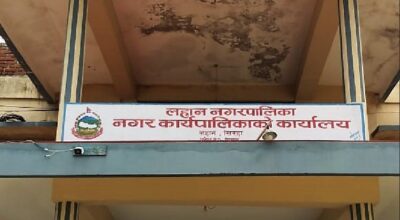 लहान नगरपालिका
नगर कार्यपालिकाको कार्यालय
लहान, सिरहा